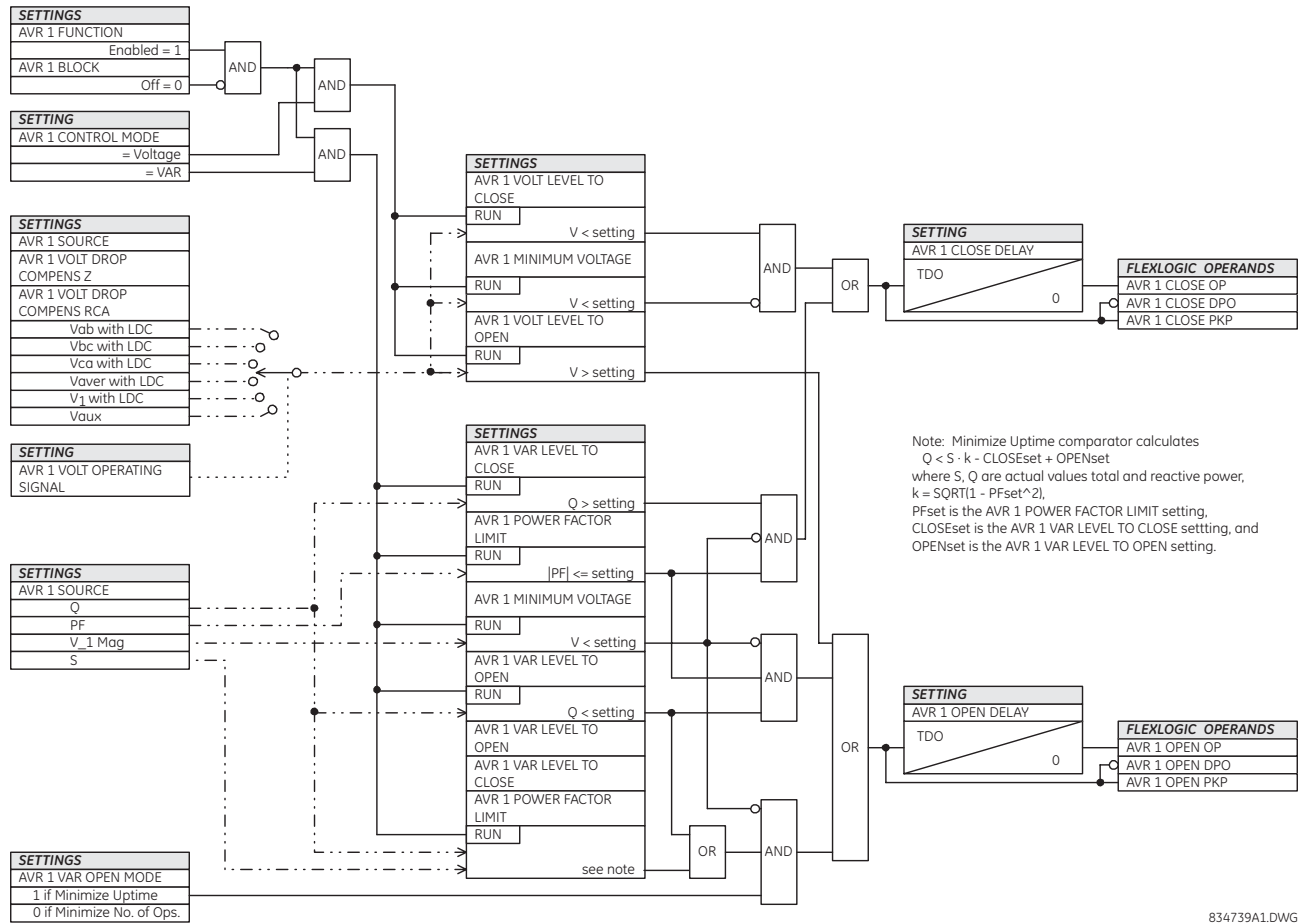 SETTINGS
AVR 1 FUNCTION
Enabled = 1
AVR 1 BLOCK
Off = 0
AND
AND
AND
SETTING
AVR 1 CONTROL MODE
= Voltage
= VAR
SETTINGS
AVR 1 SOURCE
AVR 1 VOLT DROP
COMPENS Z
AVR 1 VOLT DROP
COMPENS RCA
Vab with LDC
Vbc with LDC
Vca with LDC
Vaver with LDC
V1 with LDC
Vaux
SETTING
AVR 1 VOLT OPERATING
SIGNAL
SETTINGS
AVR 1 SOURCE
Q
PF
V_1 Mag
S
SETTINGS
AVR 1 VAR OPEN MODE
1 if Minimize Uptime
0 if Minimize No. of Ops.
SETTINGS
AVR 1 VOLT LEVEL TO
CLOSE
RUN
V < setting
AVR 1 MINIMUM VOLTAGE
RUN
V < setting
AVR 1 VOLT LEVEL TO
OPEN
RUN
V > setting
SETTINGS
AVR 1 VAR LEVEL TO
CLOSE
RUN
Q > setting
AVR 1 POWER FACTOR
LIMIT
RUN
|PF| <= setting
AVR 1 MINIMUM VOLTAGE
RUN
V < setting
AVR 1 VAR LEVEL TO
OPEN
RUN
Q < setting
AVR 1 VAR LEVEL TO
OPEN
AVR 1 VAR LEVEL TO
CLOSE
AVR 1 POWER FACTOR
LIMIT
RUN
see note
AND
OR
AND
AND
OR
AND
OR
SETTING
AVR 1 CLOSE DELAY
TDO
0
FLEXLOGIC OPERANDS
AVR 1 CLOSE OP
AVR 1 CLOSE DPO
AVR 1 CLOSE PKP
Note: Minimize Uptime comparator calculates
Q < S · k - CLOSEset + OPENset
where S, Q are actual values total and reactive power,
k = SQRT(1 - PFset^2),
PFset is the AVR 1 POWER FACTOR LIMIT setting,
CLOSEset is the AVR 1 VAR LEVEL TO CLOSE settting, and
OPENset is the AVR 1 VAR LEVEL TO OPEN setting.
SETTING
AVR 1 OPEN DELAY
TDO
0
FLEXLOGIC OPERANDS
AVR 1 OPEN OP
AVR 1 OPEN DPO
AVR 1 OPEN PKP
834739A1.DWG